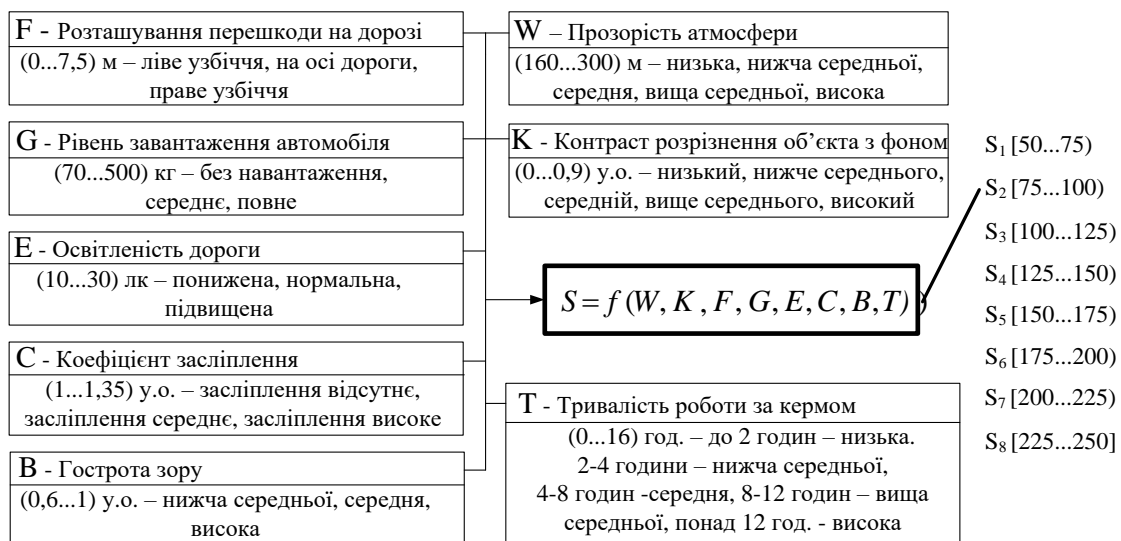 F - Розташування перешкоди на дорозі
(0...7,5) м – ліве узбіччя, на осі дороги,
праве узбіччя
G - Рівень завантаження автомобіля
(70...500) кг – без навантаження,
середнє, повне
E - Освітленість дороги
(10...30) лк – понижена, нормальна,
підвищена
C - Коефіцієнт засліплення
(1...1,35) у.о. – засліплення відсутнє,
засліплення середнє, засліплення високе
B - Гострота зору
(0,6...1) у.о. – нижча середньої, середня,
висока
W – Прозорість атмосфери
(160...300) м – низька, нижча середньої,
середня, вища середньої, висока
K - Контраст розрізнення об’єкта з фоном
(0...0,9) у.о. – низький, нижче середнього,
середній, вище середнього, високий
S = f (W, K , F, G, E, C, B, T) )
T - Тривалість роботи за кермом
(0...16) год. – до 2 годин – низька.
2-4 години – нижча середньої,
4-8 годин -середня, 8-12 годин – вища
середньої, понад 12 год. - висока
S₁ [50...75)
S₂ [75...100)
S₃ [100...125)
S₄ [125...150)
S₅ [150...175)
S₆ [175...200)
S₇ [200...225)
S₈ [225...250]